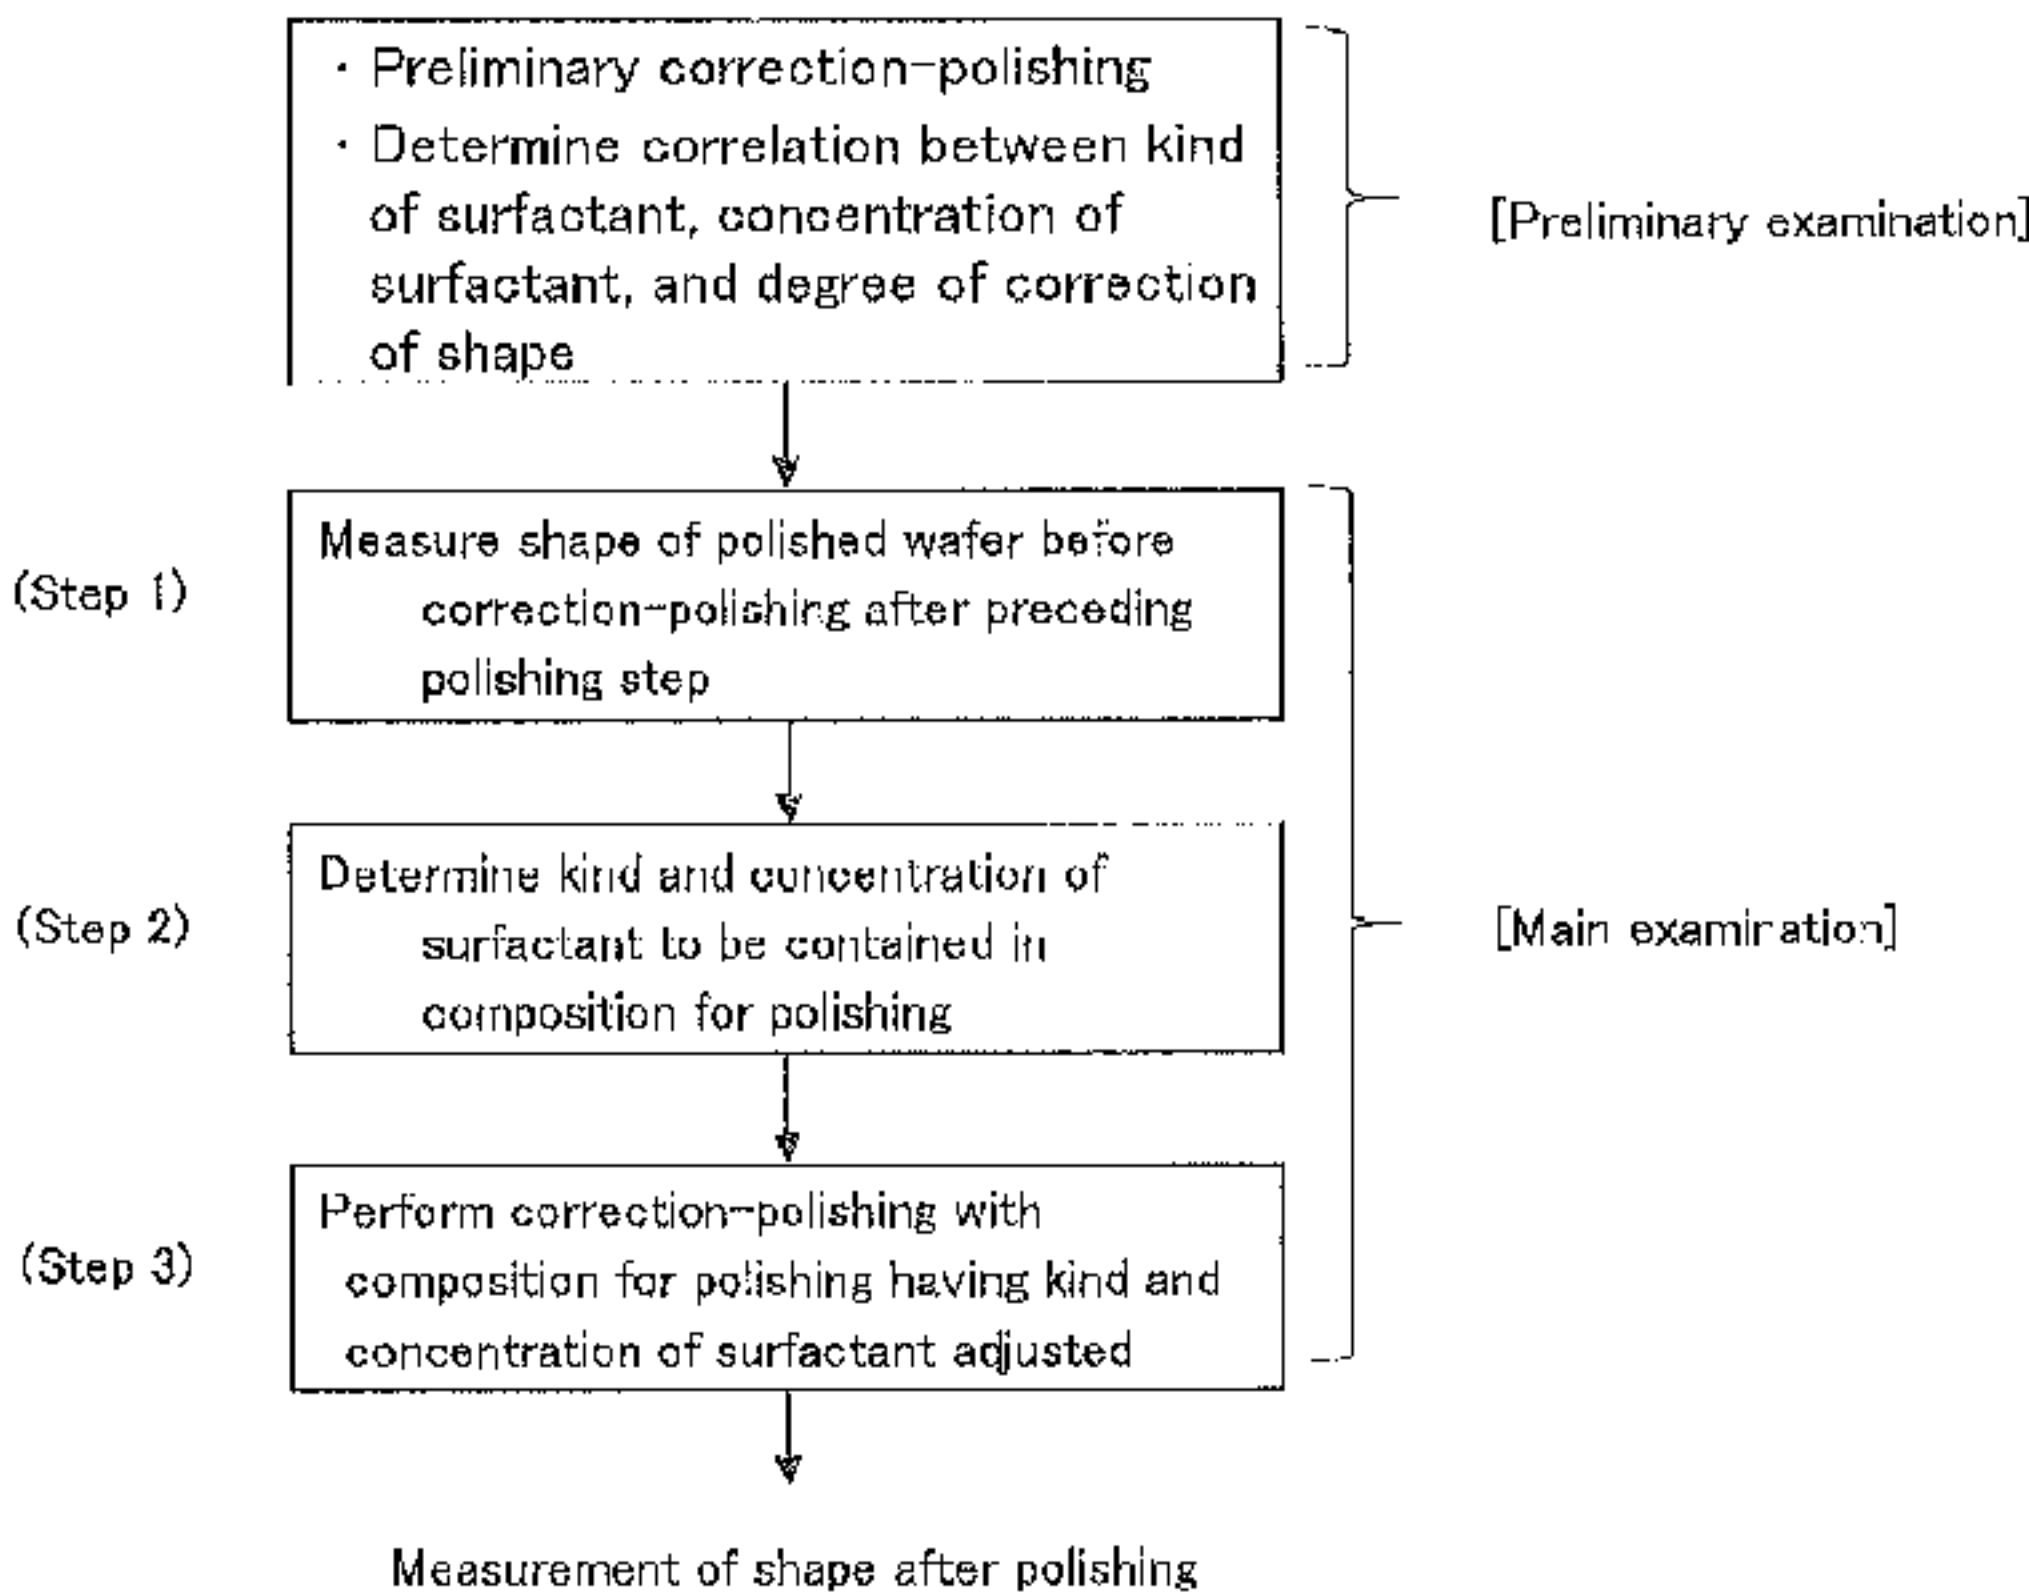 ・Preliminary correction-polishing
・Determine correlation between kind
of surfactant, concentration of
surfactant, and degree of correction
of shape
[Preliminary examination]
(Step 1)
Measure shape of polished wafer before
correction-polishing after preceding
polishing step
(Step 2)
Determine kind and concentration of
surfactant to be contained in
composition for polishing
[Main examination]
(Step 3)
Perform correction-polishing with
composition for polishing having kind and
concentration of surfactant adjusted
Measurement of shape after polishing